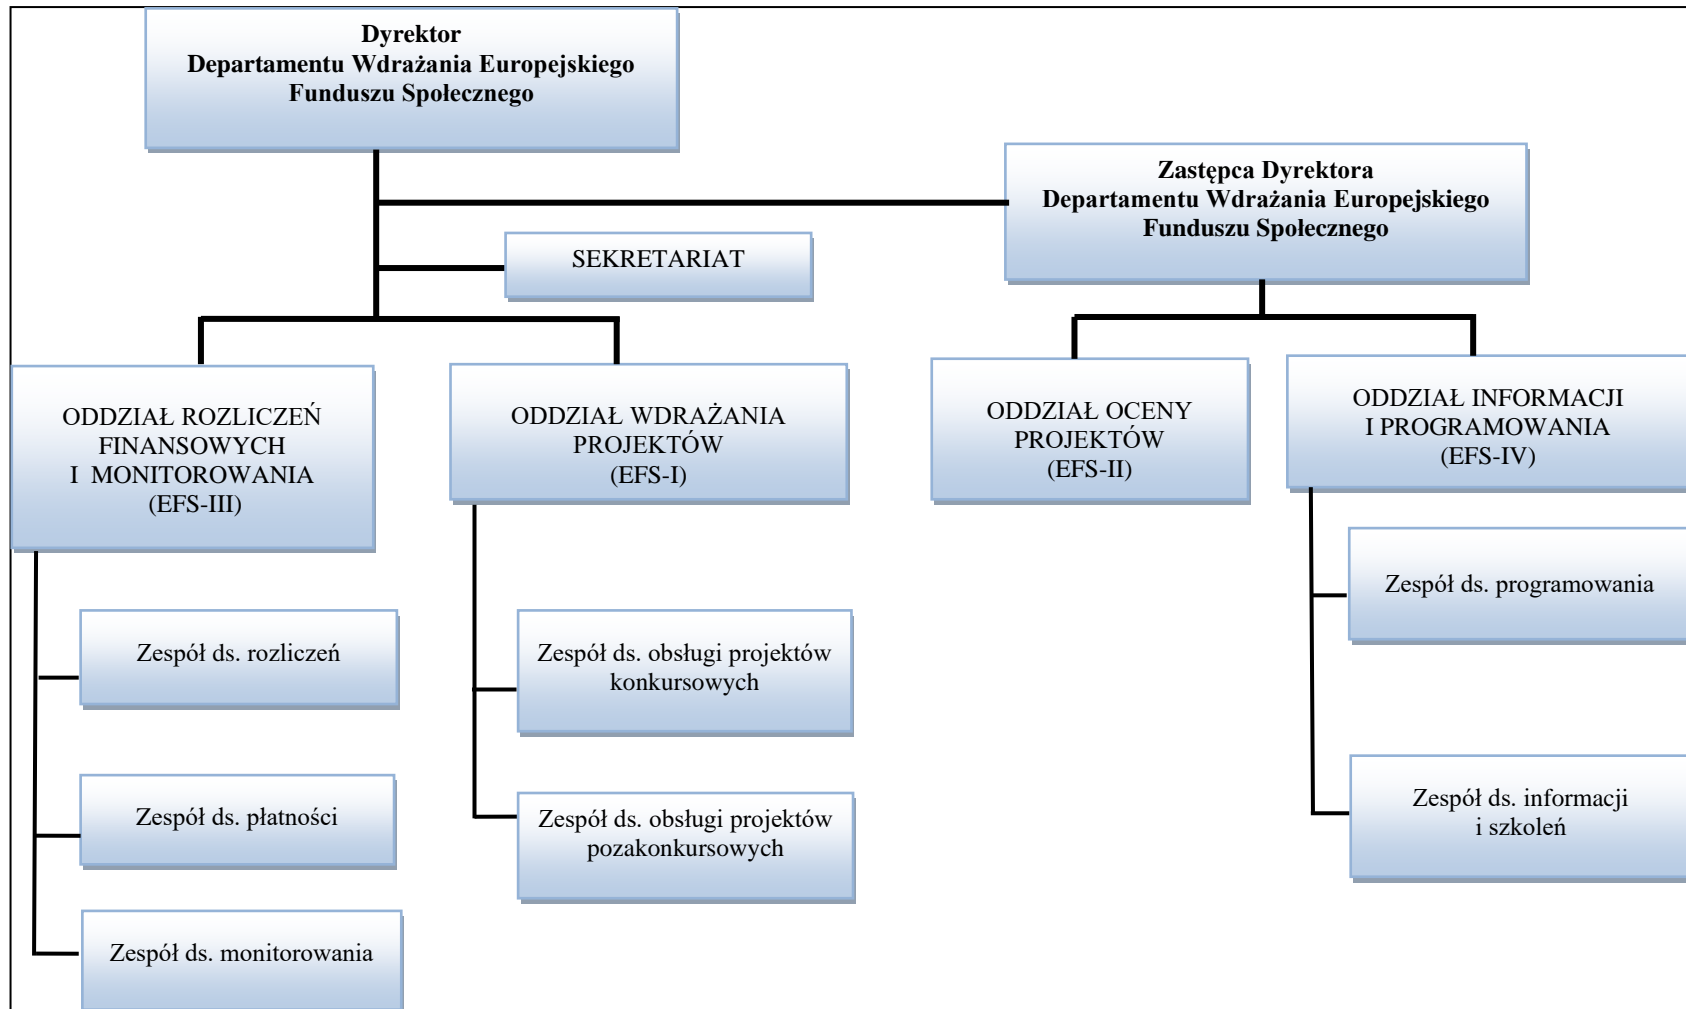 Dyrektor
Departamentu Wdrażania Europejskiego
Funduszu Społecznego
Zastępca Dyrektora
Departamentu Wdrażania Europejskiego
Funduszu Społecznego
SEKRETARIAT
ODDZIAŁ ROZLICZEŃ
FINANSOWYCH
I MONITOROWANIA
(EFS-III)
ODDZIAŁ WDRAŻANIA
PROJEKTÓW
(EFS-I)
ODDZIAŁ OCENY
PROJEKTÓW
(EFS-II)
ODDZIAŁ INFORMACJI
I PROGRAMOWANIA
(EFS-IV)
Zespół ds. rozliczeń
Zespół ds. płatności
Zespół ds. monitorowania
Zespół ds. obsługi projektów
konkursowych
Zespół ds. obsługi projektów
pozakonkursowych
Zespół ds. programowania
Zespół ds. informacji
i szkoleń